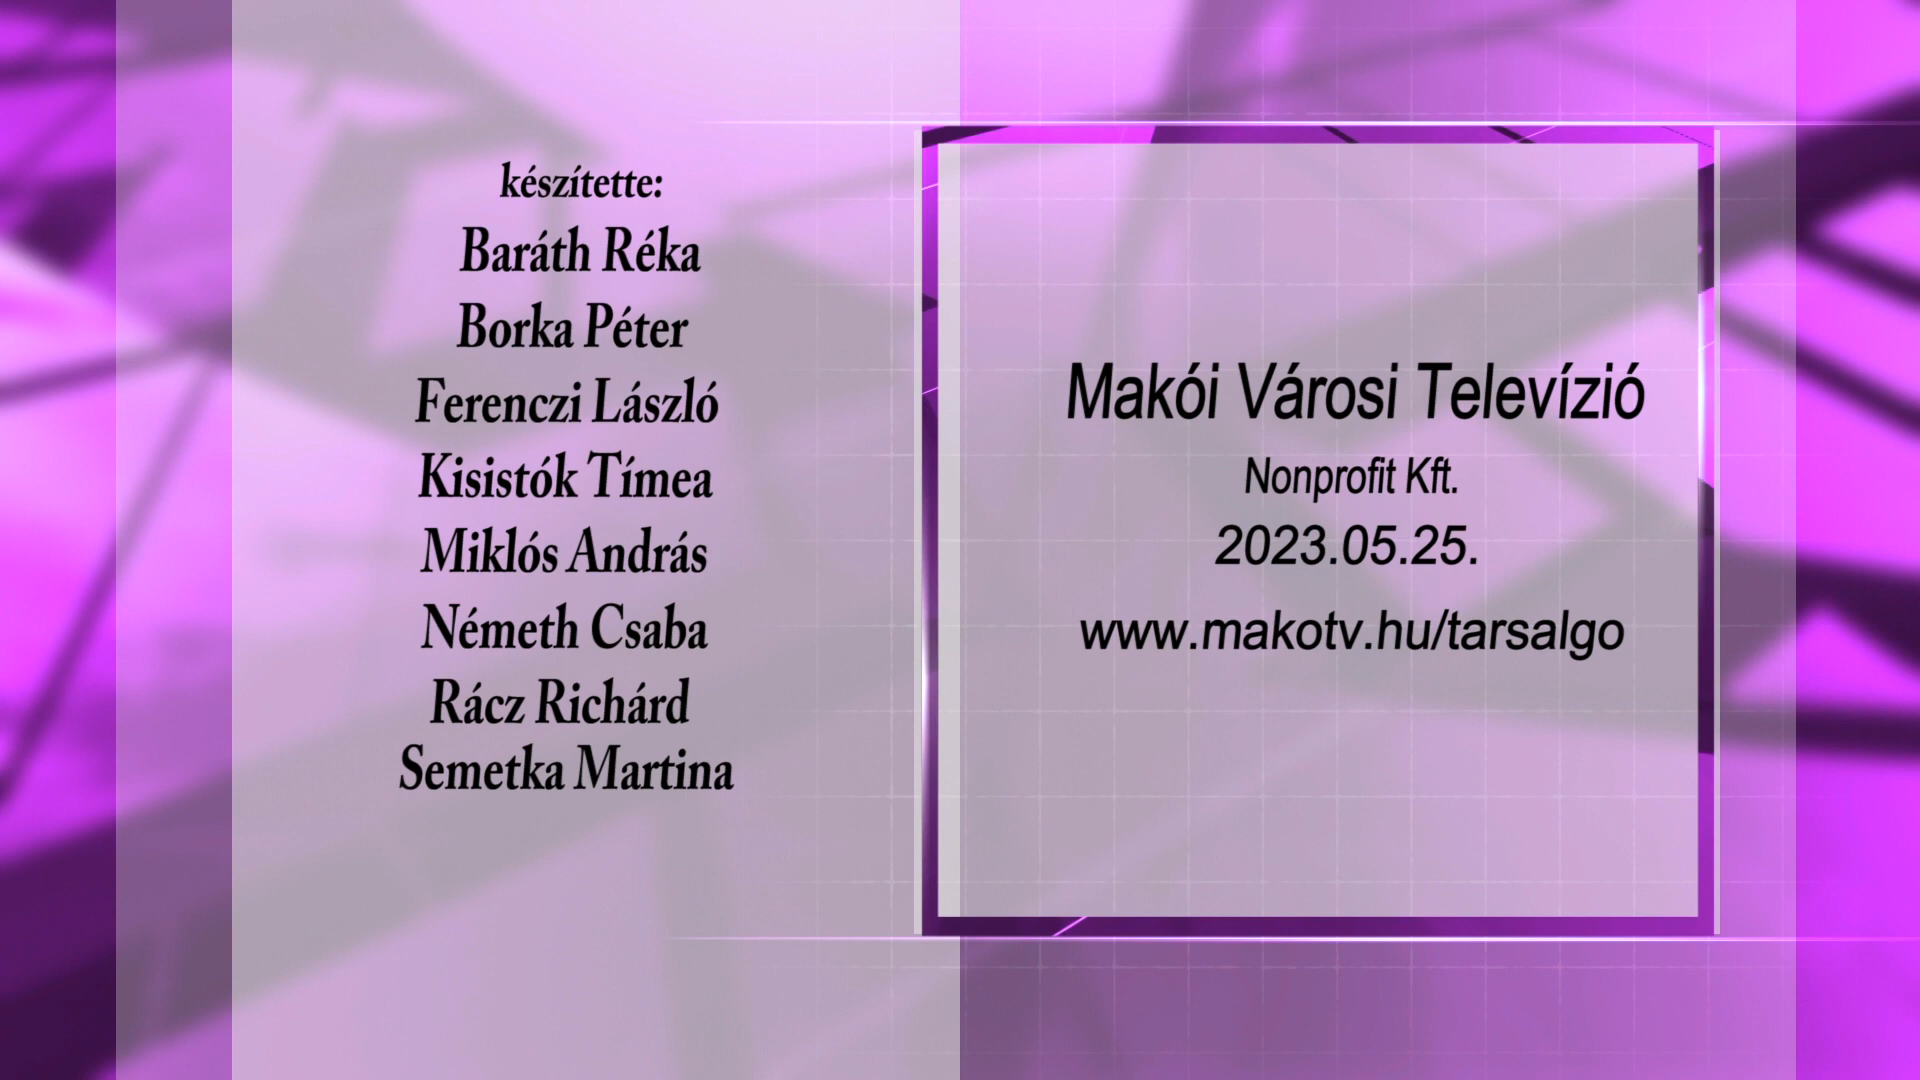 készítette:
Baráth Réka
Borka Péter
Ferenczi László
Kisistók Tímea
Miklós András
Németh Csaba
Rácz Richárd
Semetka Martina
Makói Városi Televízió
Nonprofit Kft.
2023.05.25.
www.makotv.hu/tarsalgo